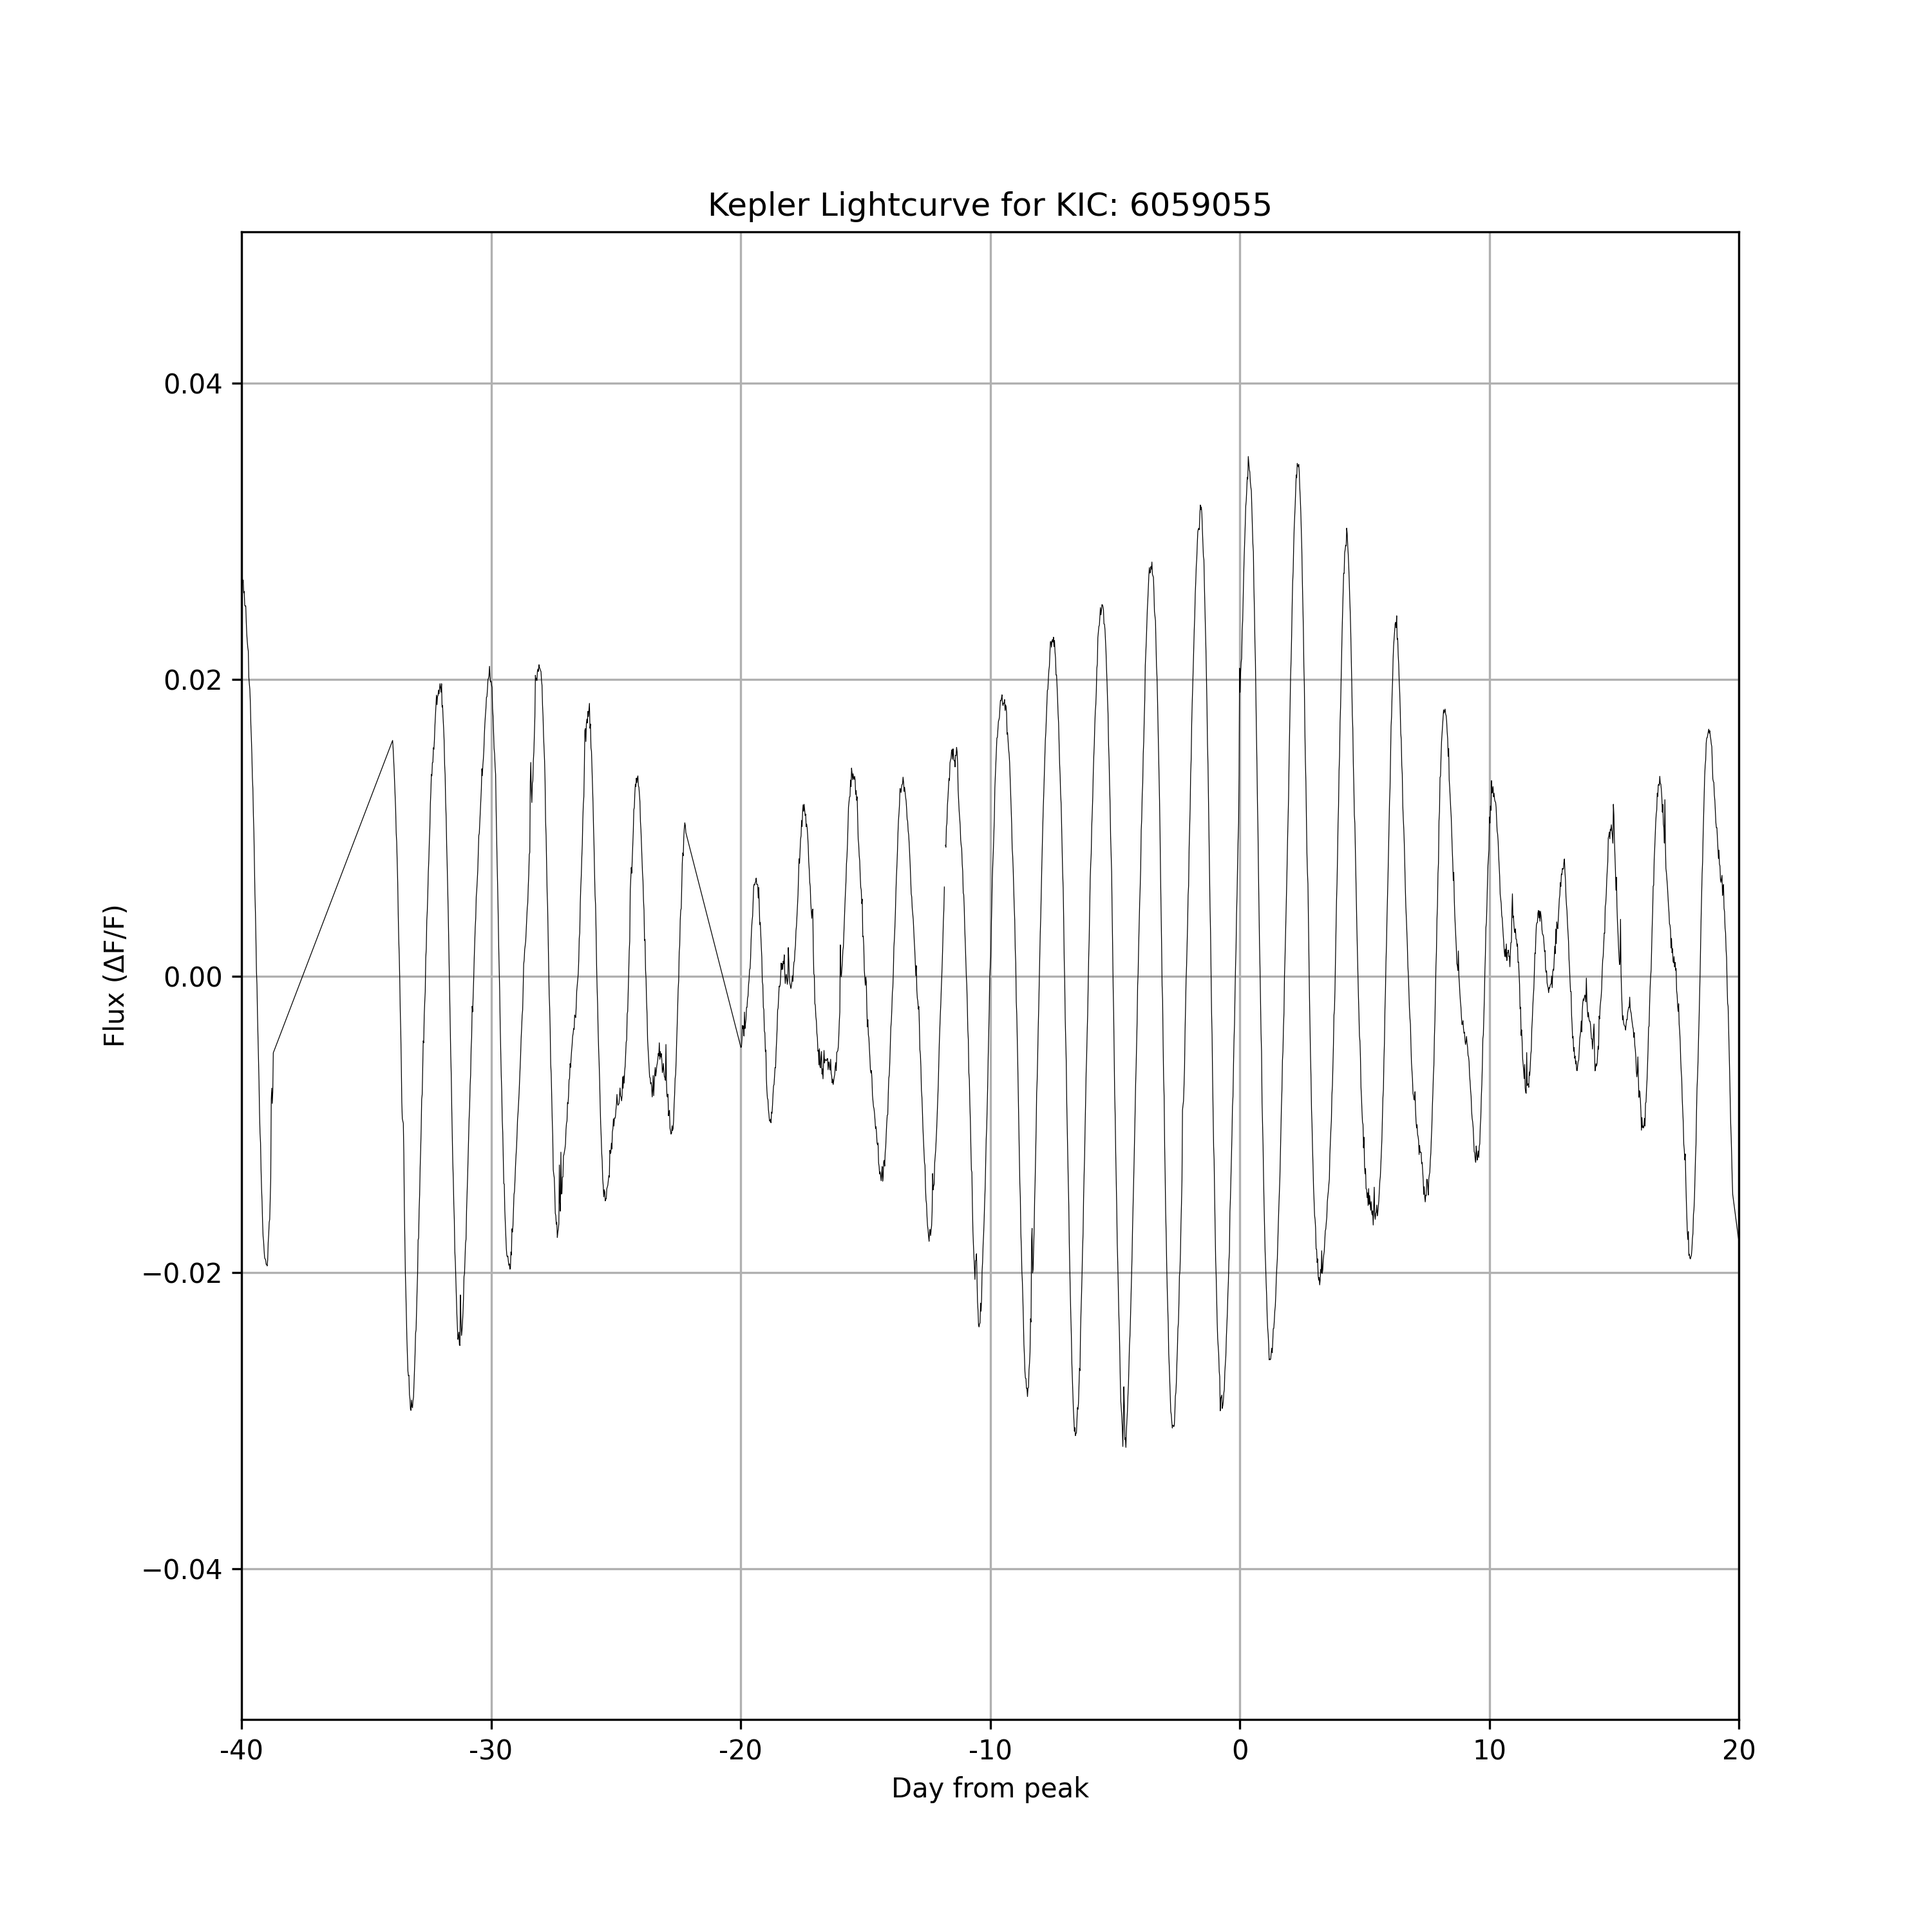 Kepler Lightcurve for KIC: 6059055
Flux (ΔF/F)
0.04
0.02
0.00
−0.02
−0.04
-40 -30 -20 -10 0 10 20
Day from peak